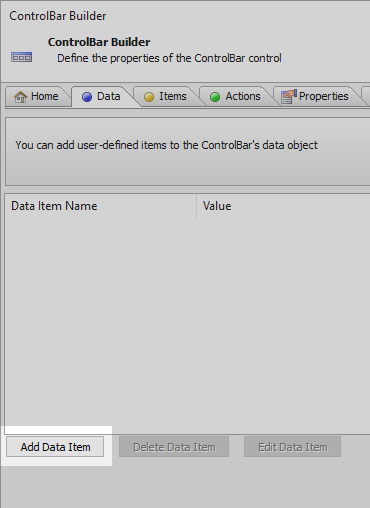 ControlBar Builder
ControlBar Builder
Define the properties of the ControlBar control
Home Data Items Actions Properties
You can add user-defined items to the ControlBar's data object
Data Item Name Value
Add Data Item Delete Data Item Edit Data Item